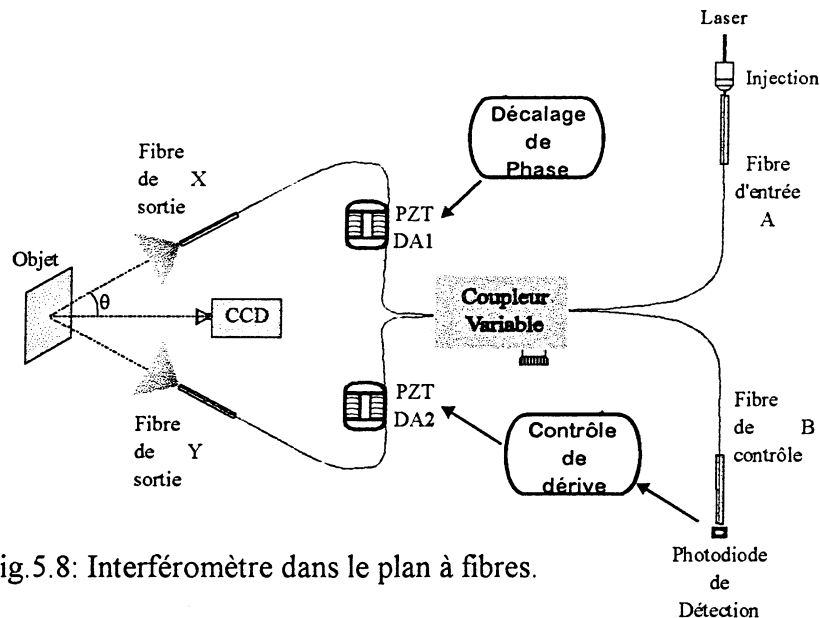 Laser
Injection
Fibre
d'entrée
A
Décalage
de
Phase
Fibre
de X
sortie
PZT
DA1
Objet
θ
CCD
Coupleur
Variable
PZT
DA2
Fibre
de Y
sortie
Contrôle
de
dérive
Fibre
de B
contrôle
Photodiode
de
Détection
ig.5.8: Interféromètre dans le plan à fibres.